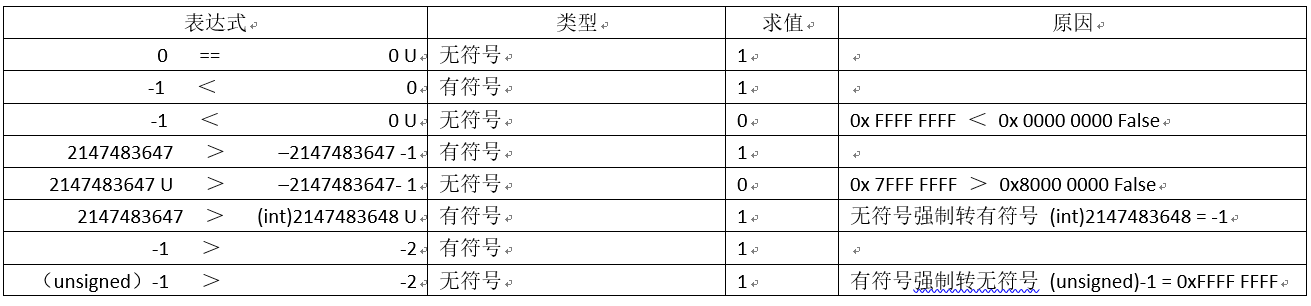 表达式 类型 求值 原因
0 == 0 U 无符号 1
-1 < 0 有符号 1
-1 < 0 U 无符号 0 0x FFFF FFFF < 0x 0000 0000 False
2147483647 > –2147483647 -1 有符号 1
2147483647 U > –2147483647- 1 无符号 0 0x 7FFF FFFF > 0x8000 0000 False
2147483647 > (int)2147483648 U 有符号 1 无符号强制转有符号 (int)2147483648 = -1
-1 > -2 有符号 1
（unsigned）-1 > -2 无符号 1 有符号强制转无符号 (unsigned)-1 = 0xFFFF FFFF